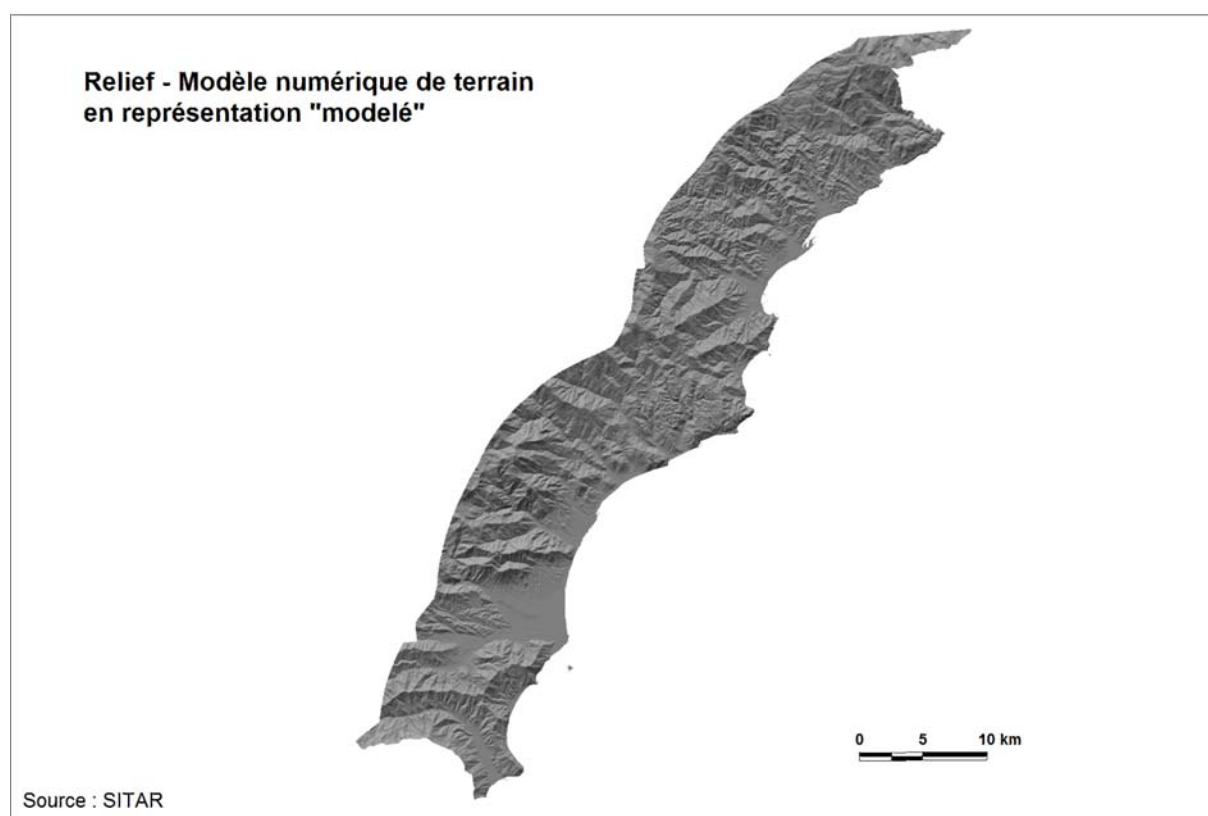 Relief - Modèle numérique de terrain
en représentation "modelé"
0 5 10 km
Source : SITAR